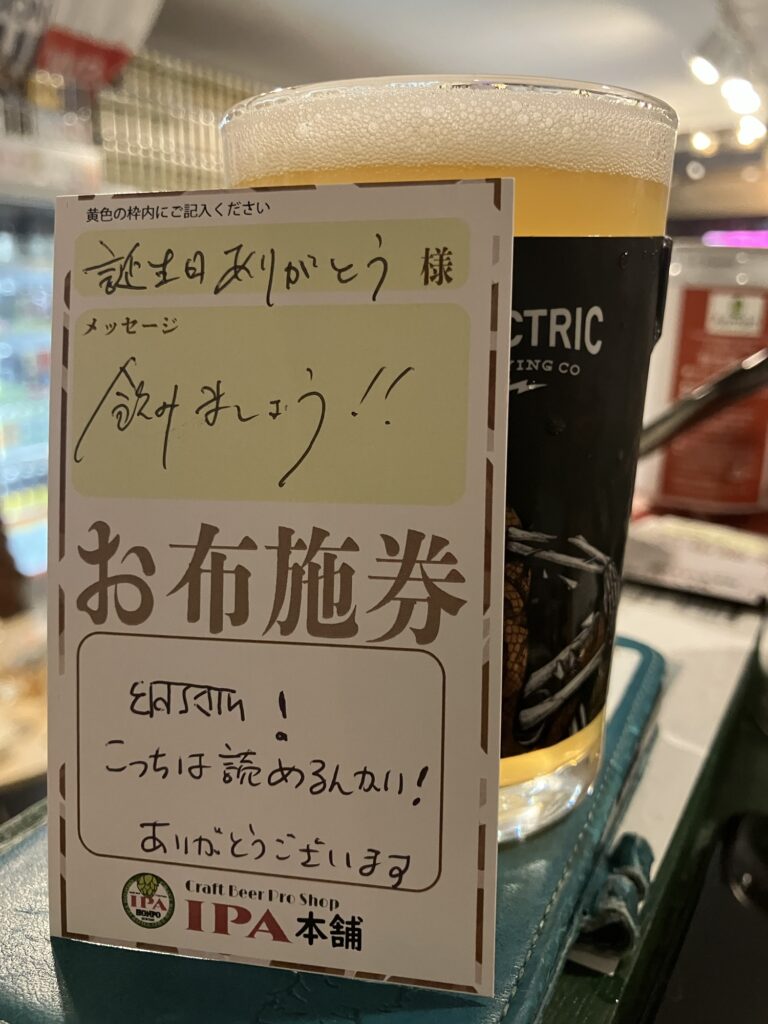 黄色の枠内にご記入ください
誕生日ありがとう 様
メッセージ
飲みましょう!!
お布施券
!
こっちは読めるんかい!
ありがとうございます
Craft Beer Pro Shop
IPA本舗
IPA
HONPO
CTRIC
YING CO